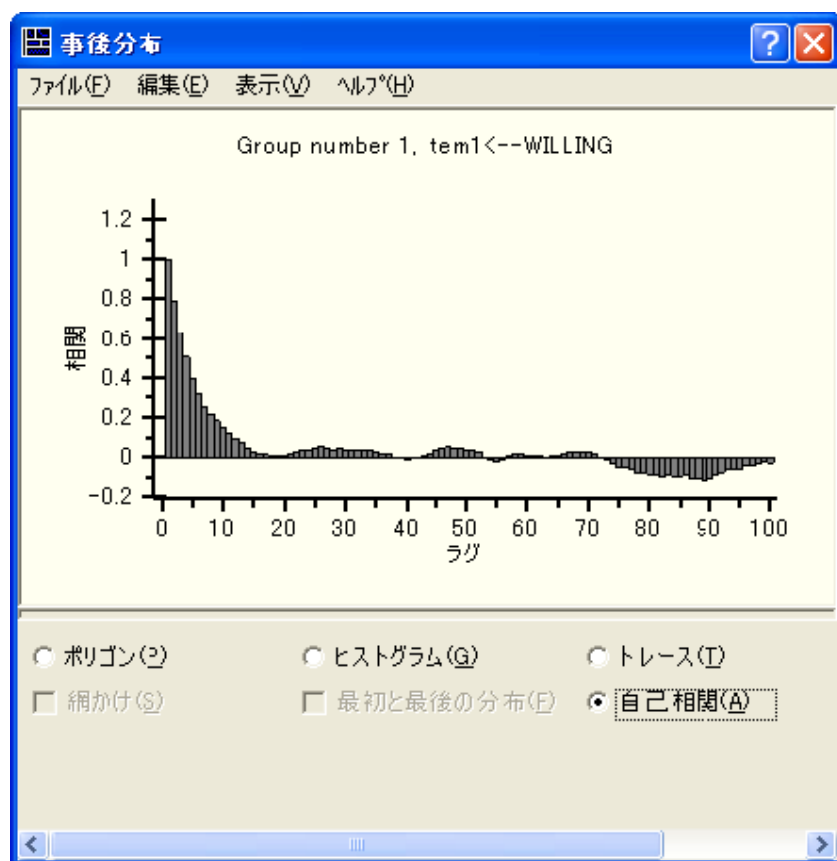 事後分布
ファイル(F) 編集(E) 表示(V) ヘルプ(H)
Group number 1, tem1<--WILLING
1.2
1
0.8
0.6
0.4
0.2
0
-0.2
相関
0 10 20 30 40 50 60 70 80 90 100
ラグ
ポリゴン(P) ヒストグラム(G) トレース(T)
網かけ(S) 最初と最後の分布(F) 自己相関(A)